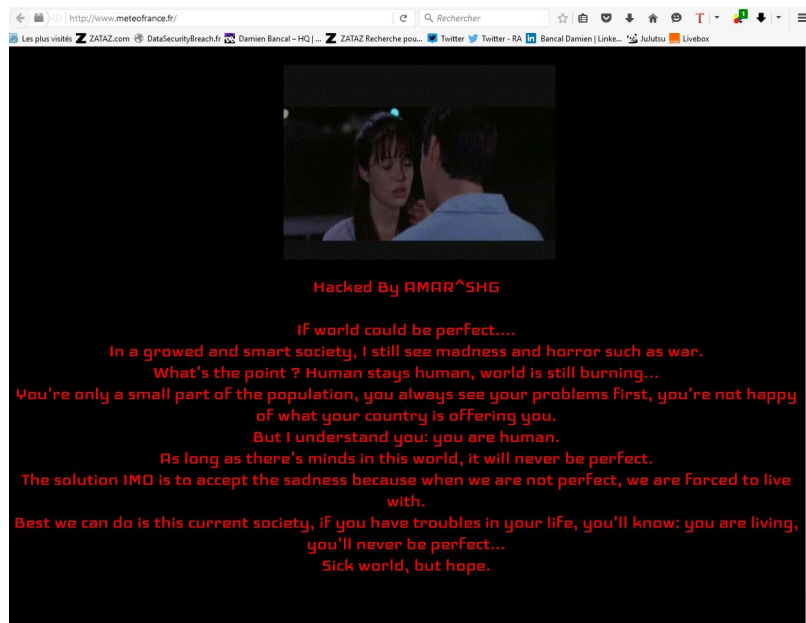 http://www.meteofrance.fr/
Rechercher
1
Les plus visités ZATAZ.com DataSecurityBreach.fr Damien Bancal – HQ | ... ZATAZ Recherche pou... Twitter Twitter - RA Bancal Damien | Linke... JuJutsu Livebox
Hacked By AMAR^SHG
If world could be perfect....
In a growed and smart society, I still see madness and horror such as war.
What's the point ? Human stays human, world is still burning...
You're only a small part of the population, you always see your problems first, you're not happy
of what your country is offering you.
But I understand you: you are human.
As long as there's minds in this world, it will never be perfect.
The solution IMO is to accept the sadness because when we are not perfect, we are forced to live
with.
Best we can do is this current society, if you have troubles in your life, you'll know: you are living,
you'll never be perfect...
Sick world, but hope.